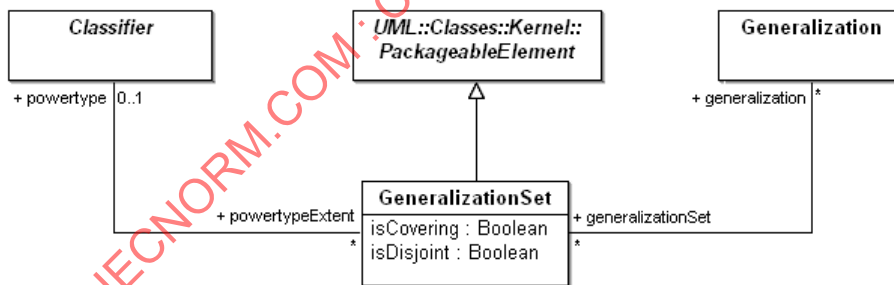 Classifier
UML::Classes::Kernel::
PackageableElement
Generalization
+ powertype
0..1
+ generalization
*
GeneralizationSet
isCovering : Boolean
isDisjoint : Boolean
+ powertypeExtent
*
+ generalizationSet
*
IECNORM.COM :